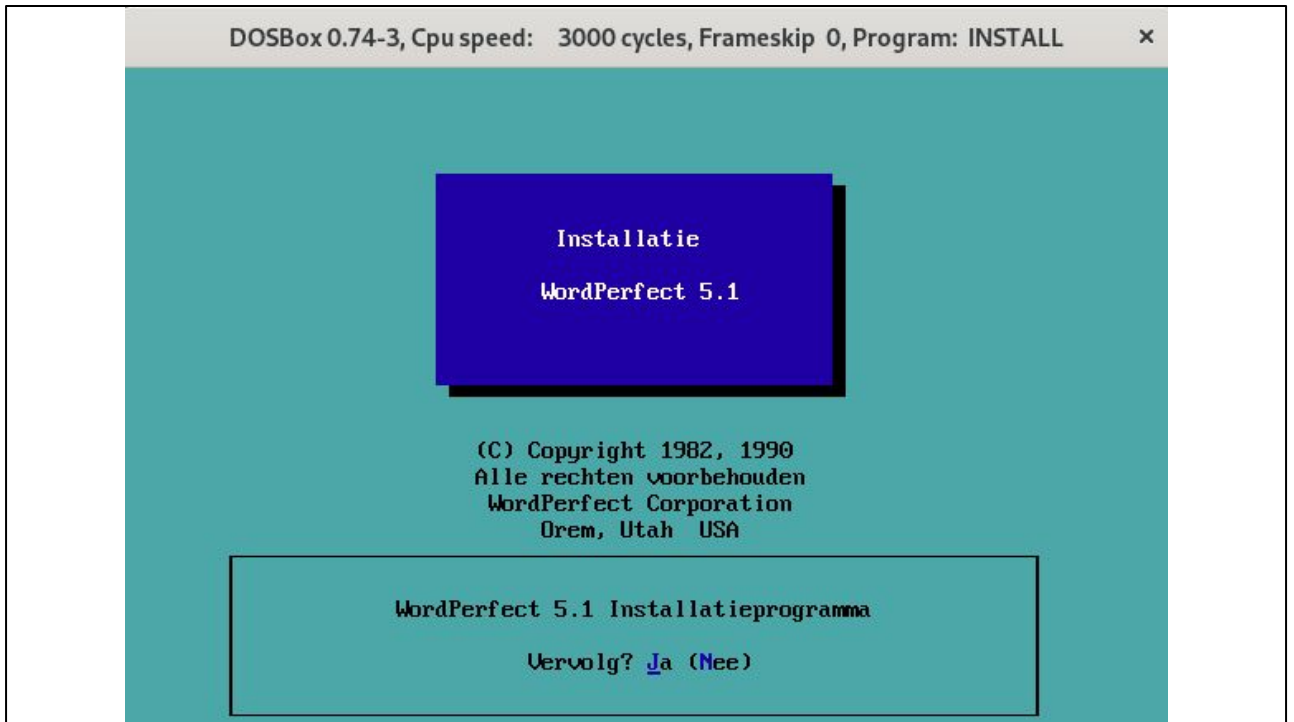 DOSBox 0.74-3, Cpu speed: 3000 cycles, Frameskip 0, Program: INSTALL ×
Installatie
WordPerfect 5.1
(C) Copyright 1982, 1990
Alle rechten voorbehouden
WordPerfect Corporation
Orem, Utah USA
WordPerfect 5.1 Installatieprogramma
Vervolg? Ja (Nee)